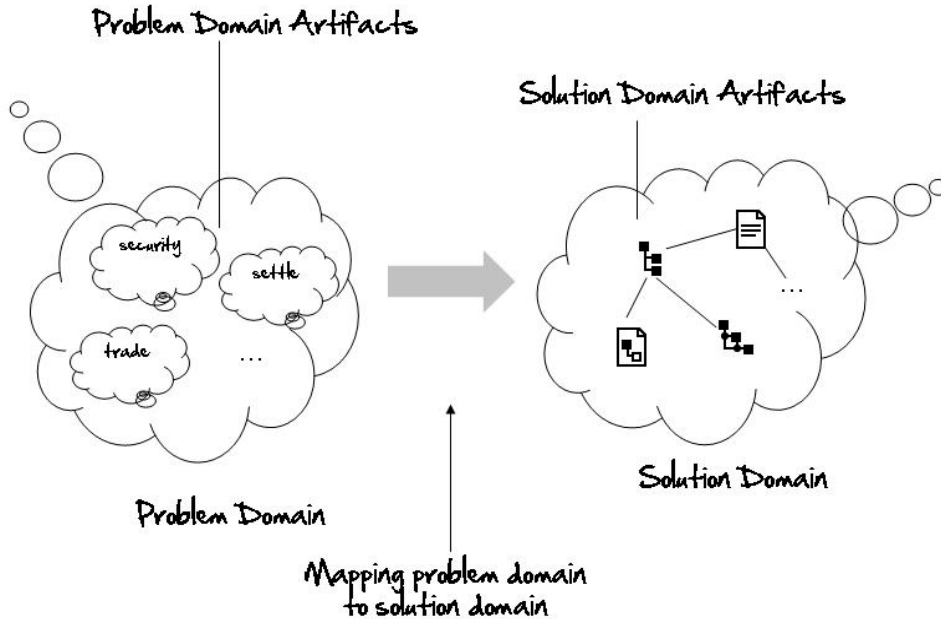 Problem Domain Artifacts
Solution Domain Artifacts
security
settle
trade
...
...
Problem Domain
Solution Domain
Mapping problem domain
to solution domain